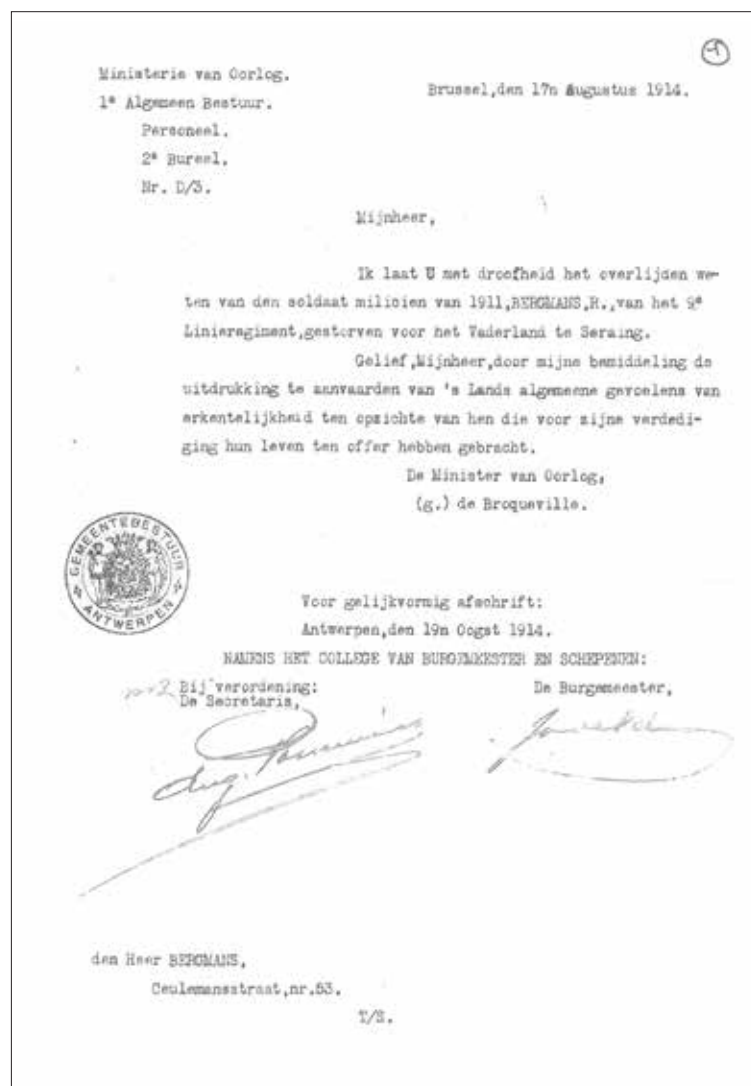 Ministerie van Oorlog.
Brussel,den 17n Augustus 1914.
1e Algemeen Bestuur.
Personeel.
2e Bureel.
Nr. D/3.
Mijnheer,
Ik laat U met droefheid het overlijden we-
ten van den soldaat milicien van 1911,BERGMANS,R.,van het 9e
Linieregiment,gestorven voor het Vaderland te Seraing.
Gelief,Mijnheer,door mijne bemiddeling de
uitdrukking te aanvaarden van 's Lands algemeene gevoelens van
erkentelijkheid ten opzichte van hen die voor zijne verdedi-
ging hun leven ten offer hebben gebracht.
De Minister van Oorlog,
(g.) de Broqueville.
GEMEENTEBESTUUR
ANTWERPEN
Voor gelijkvormig afschrift:
Antwerpen,den 19n Oogst 1914.
NAMENS HET COLLEGE VAN BURGEMEESTER EN SCHEPENEN:
Bij verordening:
De Burgemeester,
De Secretaris,
den Heer BERGMANS,
Ceulemansstraat,nr.53.
T/S.